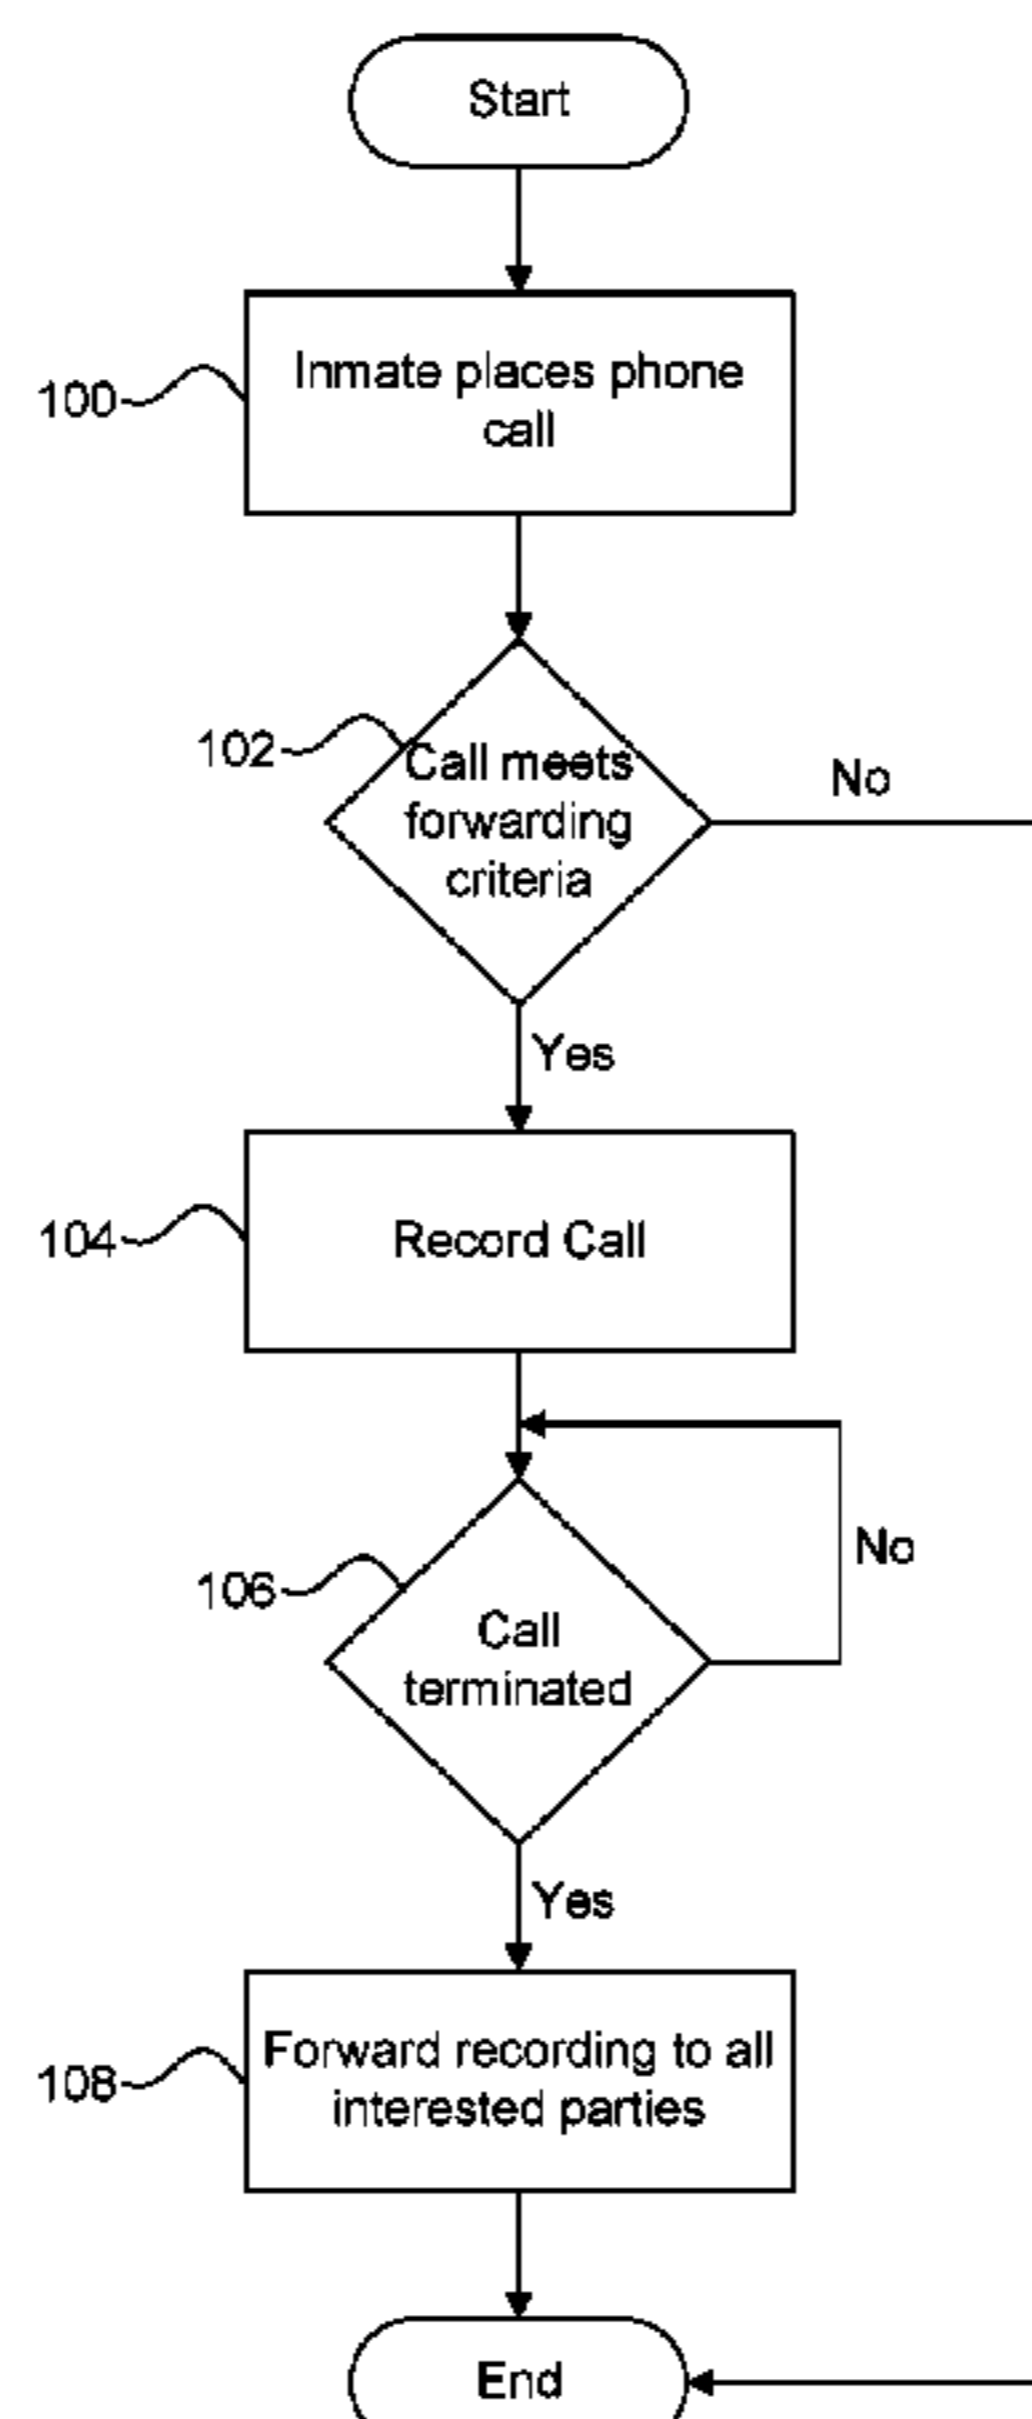 Start
100
Inmate places phone
call
102
Call meets
forwarding
criteria
No
Yes
104
Record Call
106
Call
terminated
No
Yes
108
Forward recording to all
interested parties
End